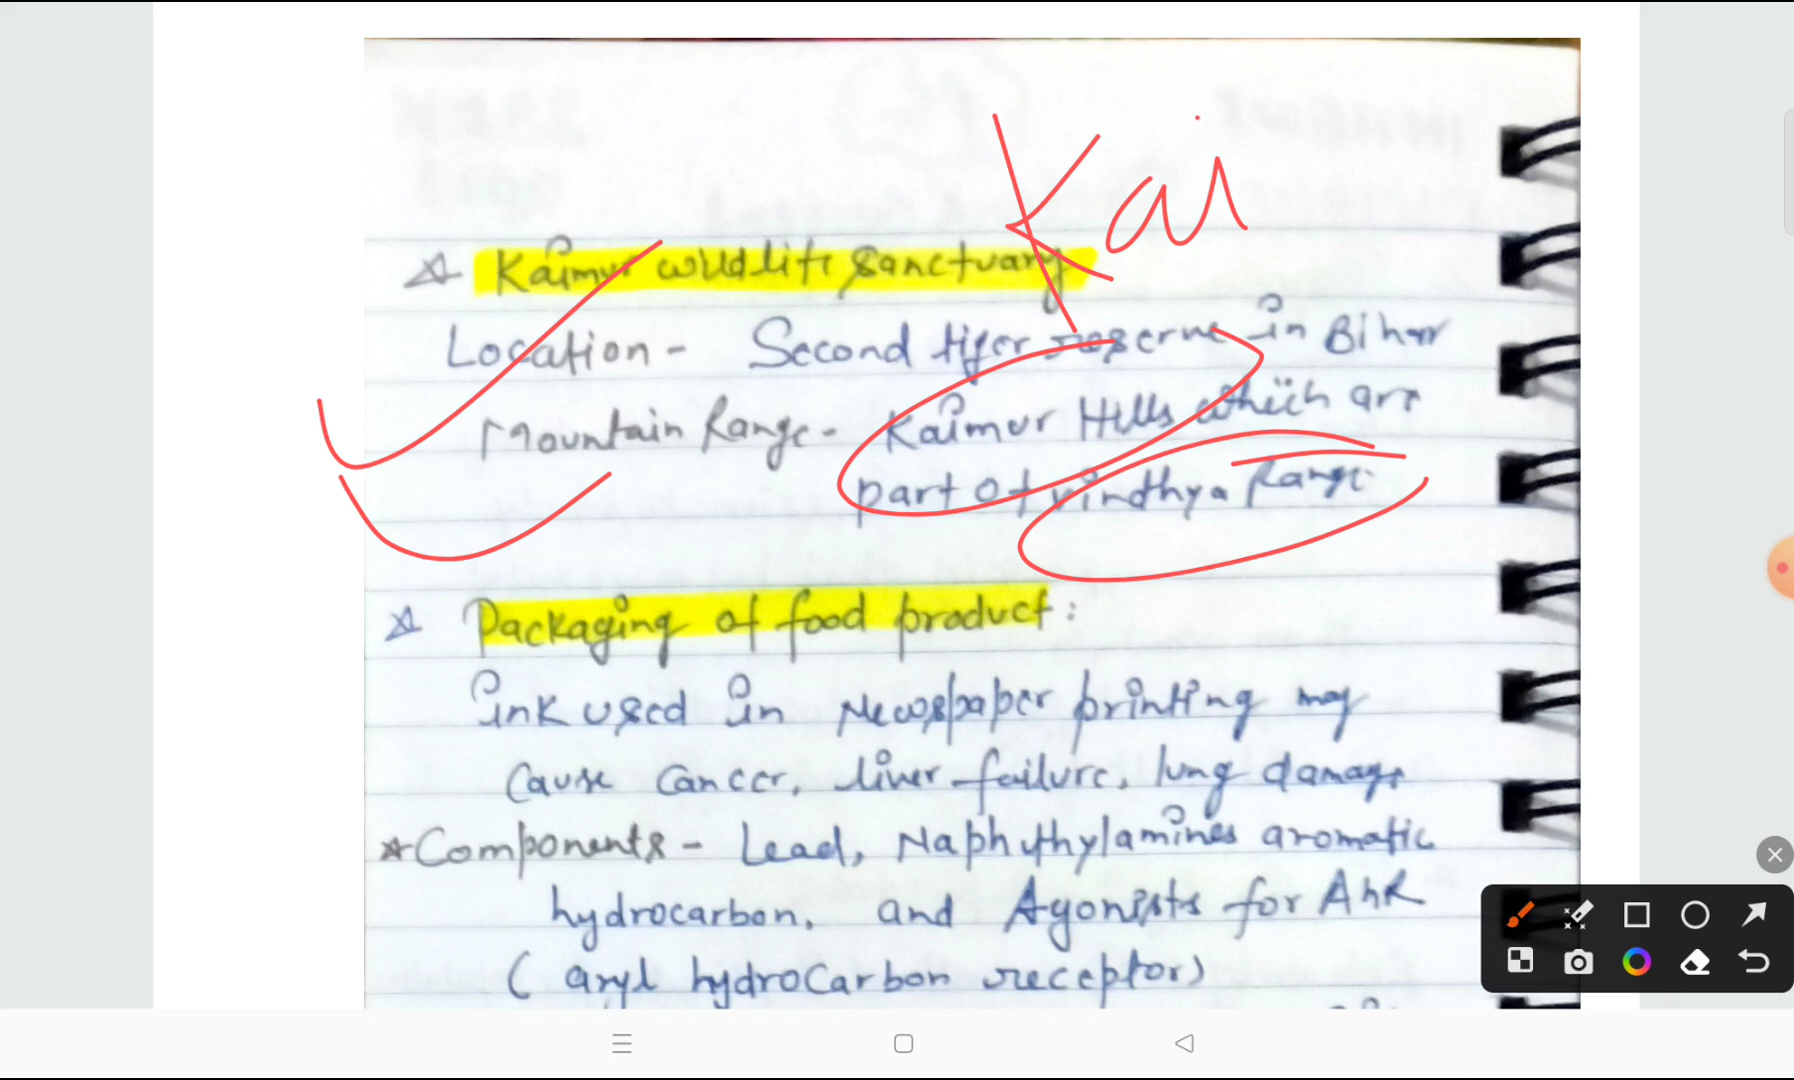 Kai
Kaimur wildlife Sanctuary
Location - Second tiger reserve in Bihar
Mountain Range - Kaimur Hills which are
part of vindhya Range
Packaging of food product :
ink used in Newspaper printing may
Cause Cancer, liver failure, lung damage
Components - Lead, Naphthylamines aromatic
hydrocarbon, and Agonists for AhR
( aryl hydrocarbon receptor)